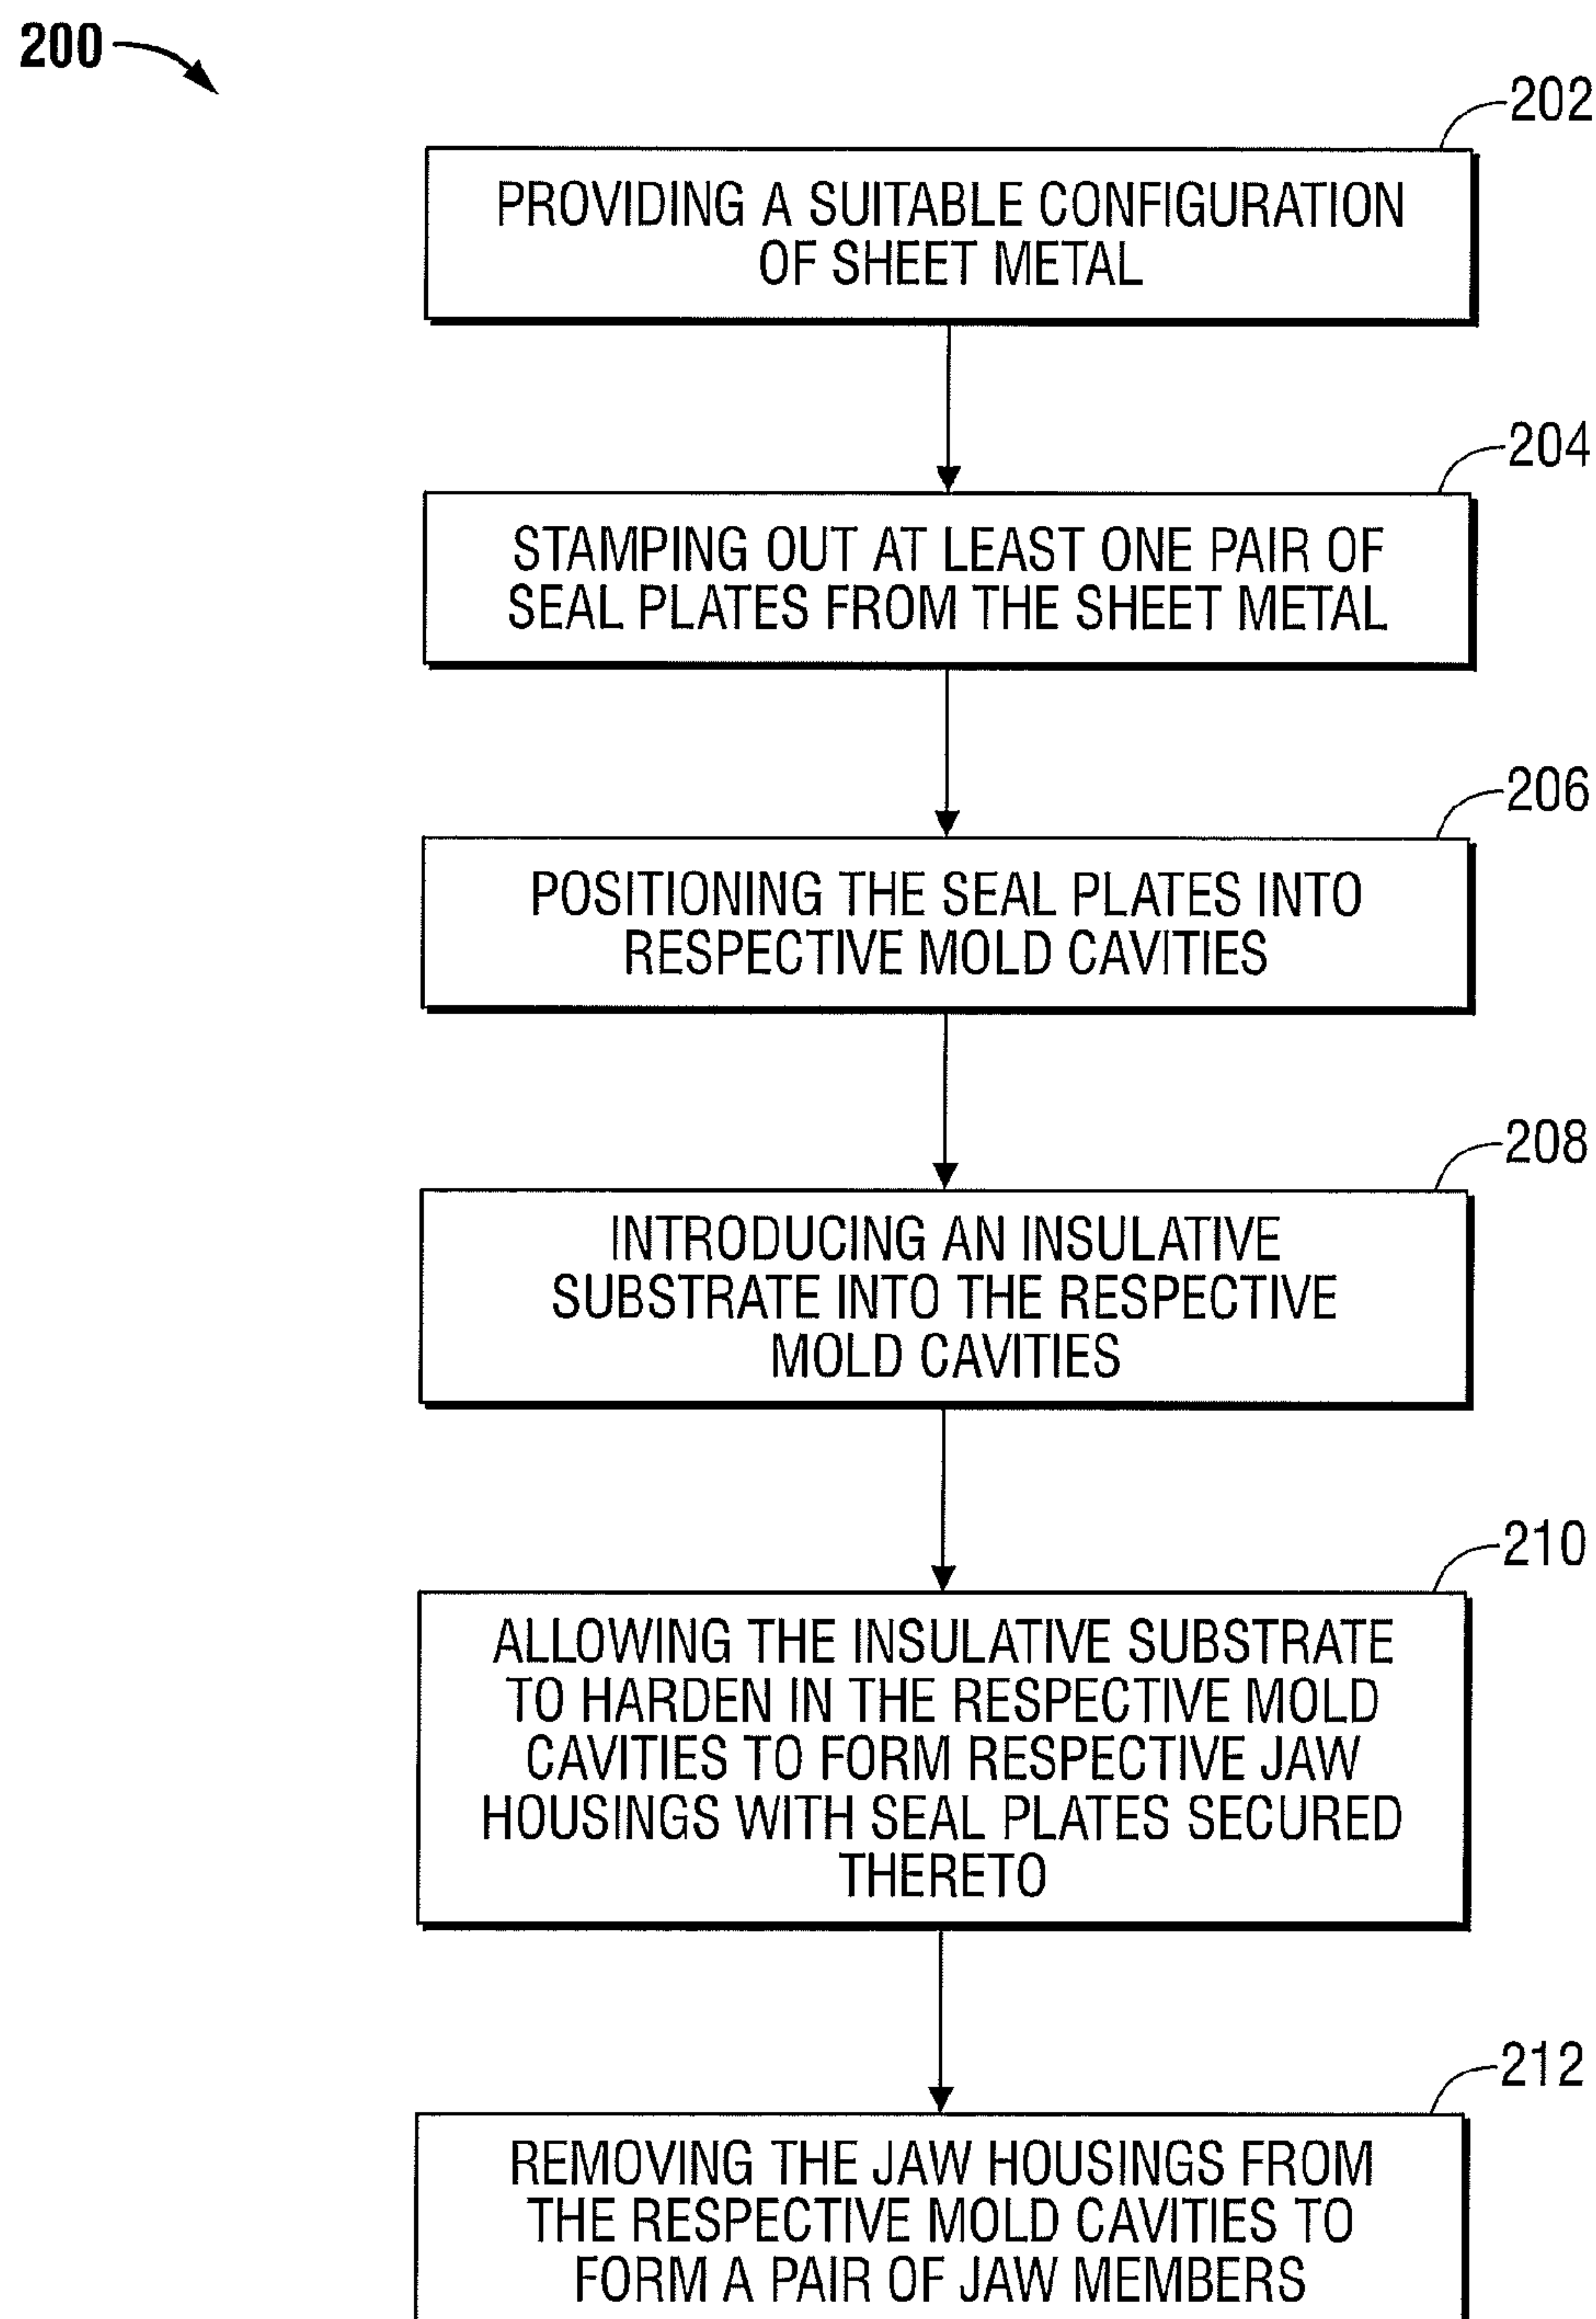 200
202
PROVIDING A SUITABLE CONFIGURATION
OF SHEET METAL
204
STAMPING OUT AT LEAST ONE PAIR OF
SEAL PLATES FROM THE SHEET METAL
206
POSITIONING THE SEAL PLATES INTO
RESPECTIVE MOLD CAVITIES
208
INTRODUCING AN INSULATIVE
SUBSTRATE INTO THE RESPECTIVE
MOLD CAVITIES
210
ALLOWING THE INSULATIVE SUBSTRATE
TO HARDEN IN THE RESPECTIVE MOLD
CAVITIES TO FORM RESPECTIVE JAW
HOUSINGS WITH SEAL PLATES SECURED
THERETO
212
REMOVING THE JAW HOUSINGS FROM
THE RESPECTIVE MOLD CAVITIES TO
FORM A PAIR OF JAW MEMBERS